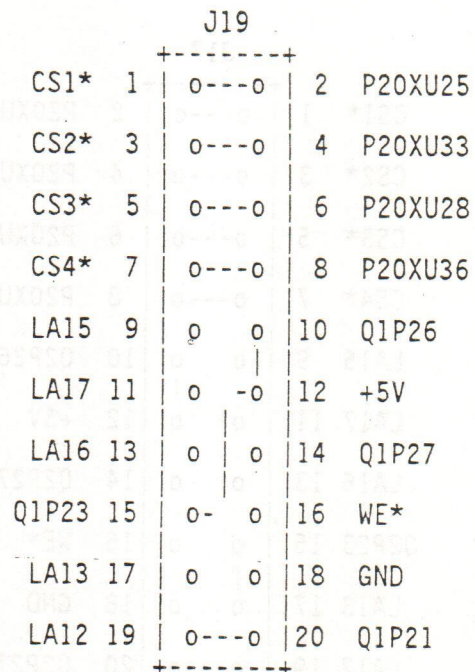 J19
+-------+
CS1* 1 | o---o | 2 P20XU25
CS2* 3 | o---o | 4 P20XU33
CS3* 5 | o---o | 6 P20XU28
CS4* 7 | o---o | 8 P20XU36
LA15 9 | o o | 10 Q1P26
LA17 11 | o -o | 12 +5V
LA16 13 | o o | 14 Q1P27
Q1P23 15 | o- o | 16 WE*
LA13 17 | o o | 18 GND
LA12 19 | o---o | 20 Q1P21
+-------+